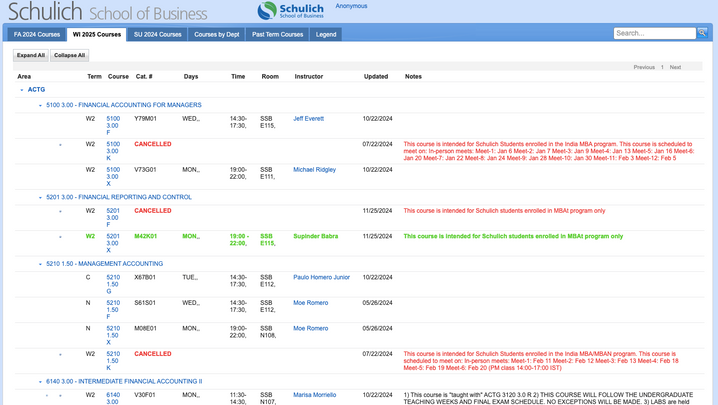 Schulich School of Business
Schulich
School of Business
Anonymous
FA 2024 Courses WI 2025 Courses SU 2024 Courses Courses by Dept Past Term Courses Legend
Search...
Expand All Collapse All
Previous 1 Next
Area Term Course Cat. # Days Time Room Instructor Updated Notes
ACTG
5100 3.00 - FINANCIAL ACCOUNTING FOR MANAGERS
W2 5100 Y79M01 WED,, 14:30- SSB Jeff Everett 10/22/2024
3.00 17:30, E115,
F
W2 5100 CANCELLED 07/22/2024 This course is intended for Schulich Students enrolled in the India MBA program. This course is scheduled to
3.00 meet on: In-person meets: Meet-1: Jan 6 Meet-2: Jan 7 Meet-3: Jan 9 Meet-4: Jan 13 Meet-5: Jan 16 Meet-6:
K Jan 20 Meet-7: Jan 22 Meet-8: Jan 24 Meet-9: Jan 28 Meet-10: Jan 30 Meet-11: Feb 3 Meet-12: Feb 5
W2 5100 V73G01 MON,, 19:00- SSB Michael Ridgley 10/22/2024
3.00 22:00, E111,
X
5201 3.00 - FINANCIAL REPORTING AND CONTROL
W2 5201 CANCELLED 11/25/2024 This course is intended for Schulich students enrolled in MBAt program only
3.00
F
W2 5201 M42K01 MON,, 19:00 - SSB Supinder Babra 11/25/2024 This course is intended for Schulich students enrolled in MBAt program only
3.00 22:00, E115,
X
5210 1.50 - MANAGEMENT ACCOUNTING
C 5210 X67B01 TUE,, 14:30- SSB Paulo Homero Junior 10/22/2024
1.50 17:30, E112,
G
N 5210 S61S01 WED,, 14:30- SSB Moe Romero 05/26/2024
1.50 17:30, E112,
F
N 5210 M08E01 MON,, 19:00- SSB Moe Romero 05/26/2024
1.50 22:00, N108,
X
W2 5210 CANCELLED 07/22/2024 This course is intended for Schulich Students enrolled in the India MBA/MBAN program. This course is
1.50 scheduled to meet on: In-person meets: Meet-1: Feb 11 Meet-2: Feb 12 Meet-3: Feb 13 Meet-4: Feb 18
K Meet-5: Feb 19 Meet-6: Feb 20 (PM class 14:00-17:00 IST)
6140 3.00 - INTERMEDIATE FINANCIAL ACCOUNTING II
W2 6140 V30F01 MON,, 11:30- SSB Marisa Morriello 10/22/2024 1) This course is "taught with" ACTG 3120 3.0 R 2) THIS COURSE WILL FOLLOW THE UNDERGRADUATE
3.00 14:30, N107, TEACHING WEEKS AND FINAL EXAM SCHEDULE. NO EXCEPTIONS WILL BE MADE. 3) LABS are held